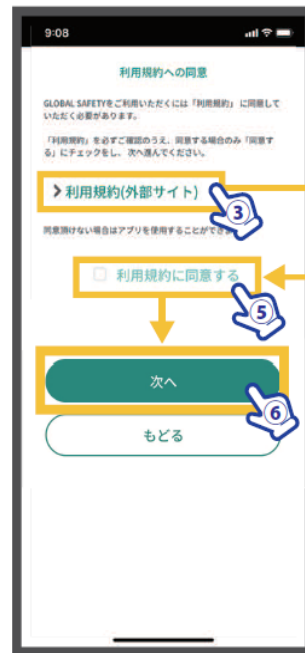 9:08
利用規約への同意
GLOBAL SAFETYをご利用いただくには「利用規約」に同意して
いただく必要があります。
「利用規約」を必ずご確認のうえ、同意する場合のみ「同意す
る」にチェックをし、次へ進んでください。
利用規約(外部サイト)
3
同意頂けない場合はアプリを使用することができま
利用規約に同意する
5
次へ
6
もどる